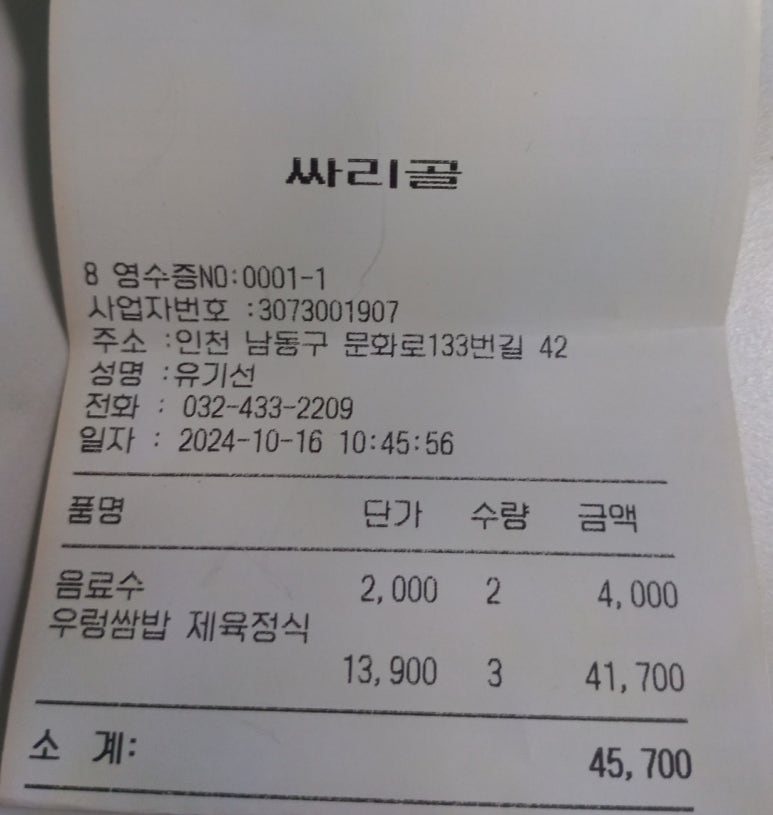 싸리골
8 영수증NO:0001-1
사업자번호 :3073001907
주소 :인천 남동구 문화로133번길 42
성명 :유기선
전화 : 032-433-2209
일자 : 2024-10-16 10:45:56
품명 단가 수량 금액
음료수 2,000 2 4,000
우렁쌈밥 제육정식
13,900 3 41,700
소 계: 45,700